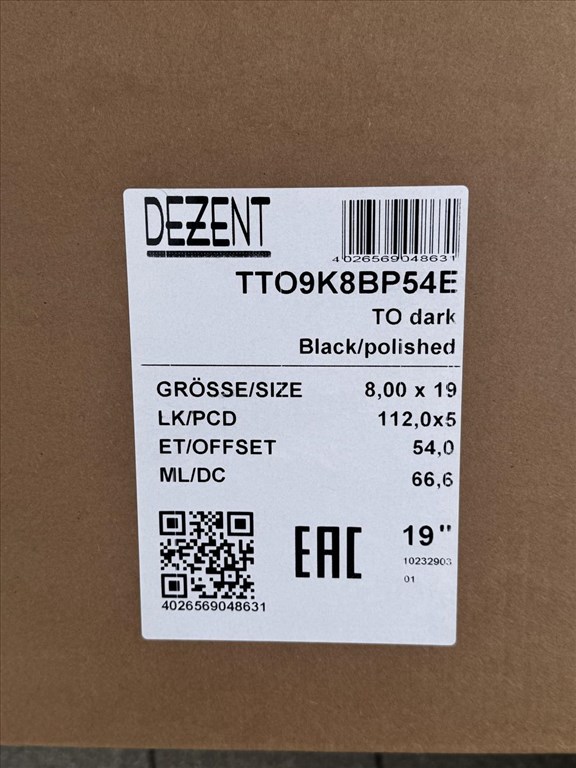 DEZENT
4026569048631
TTO9K8BP54E
TO dark
Black/polished
GRÖSSE/SIZE 8,00 x 19
LK/PCD 112,0x5
ET/OFFSET 54,0
ML/DC 66,6
EAC
19"
10232903
01
4026569048631